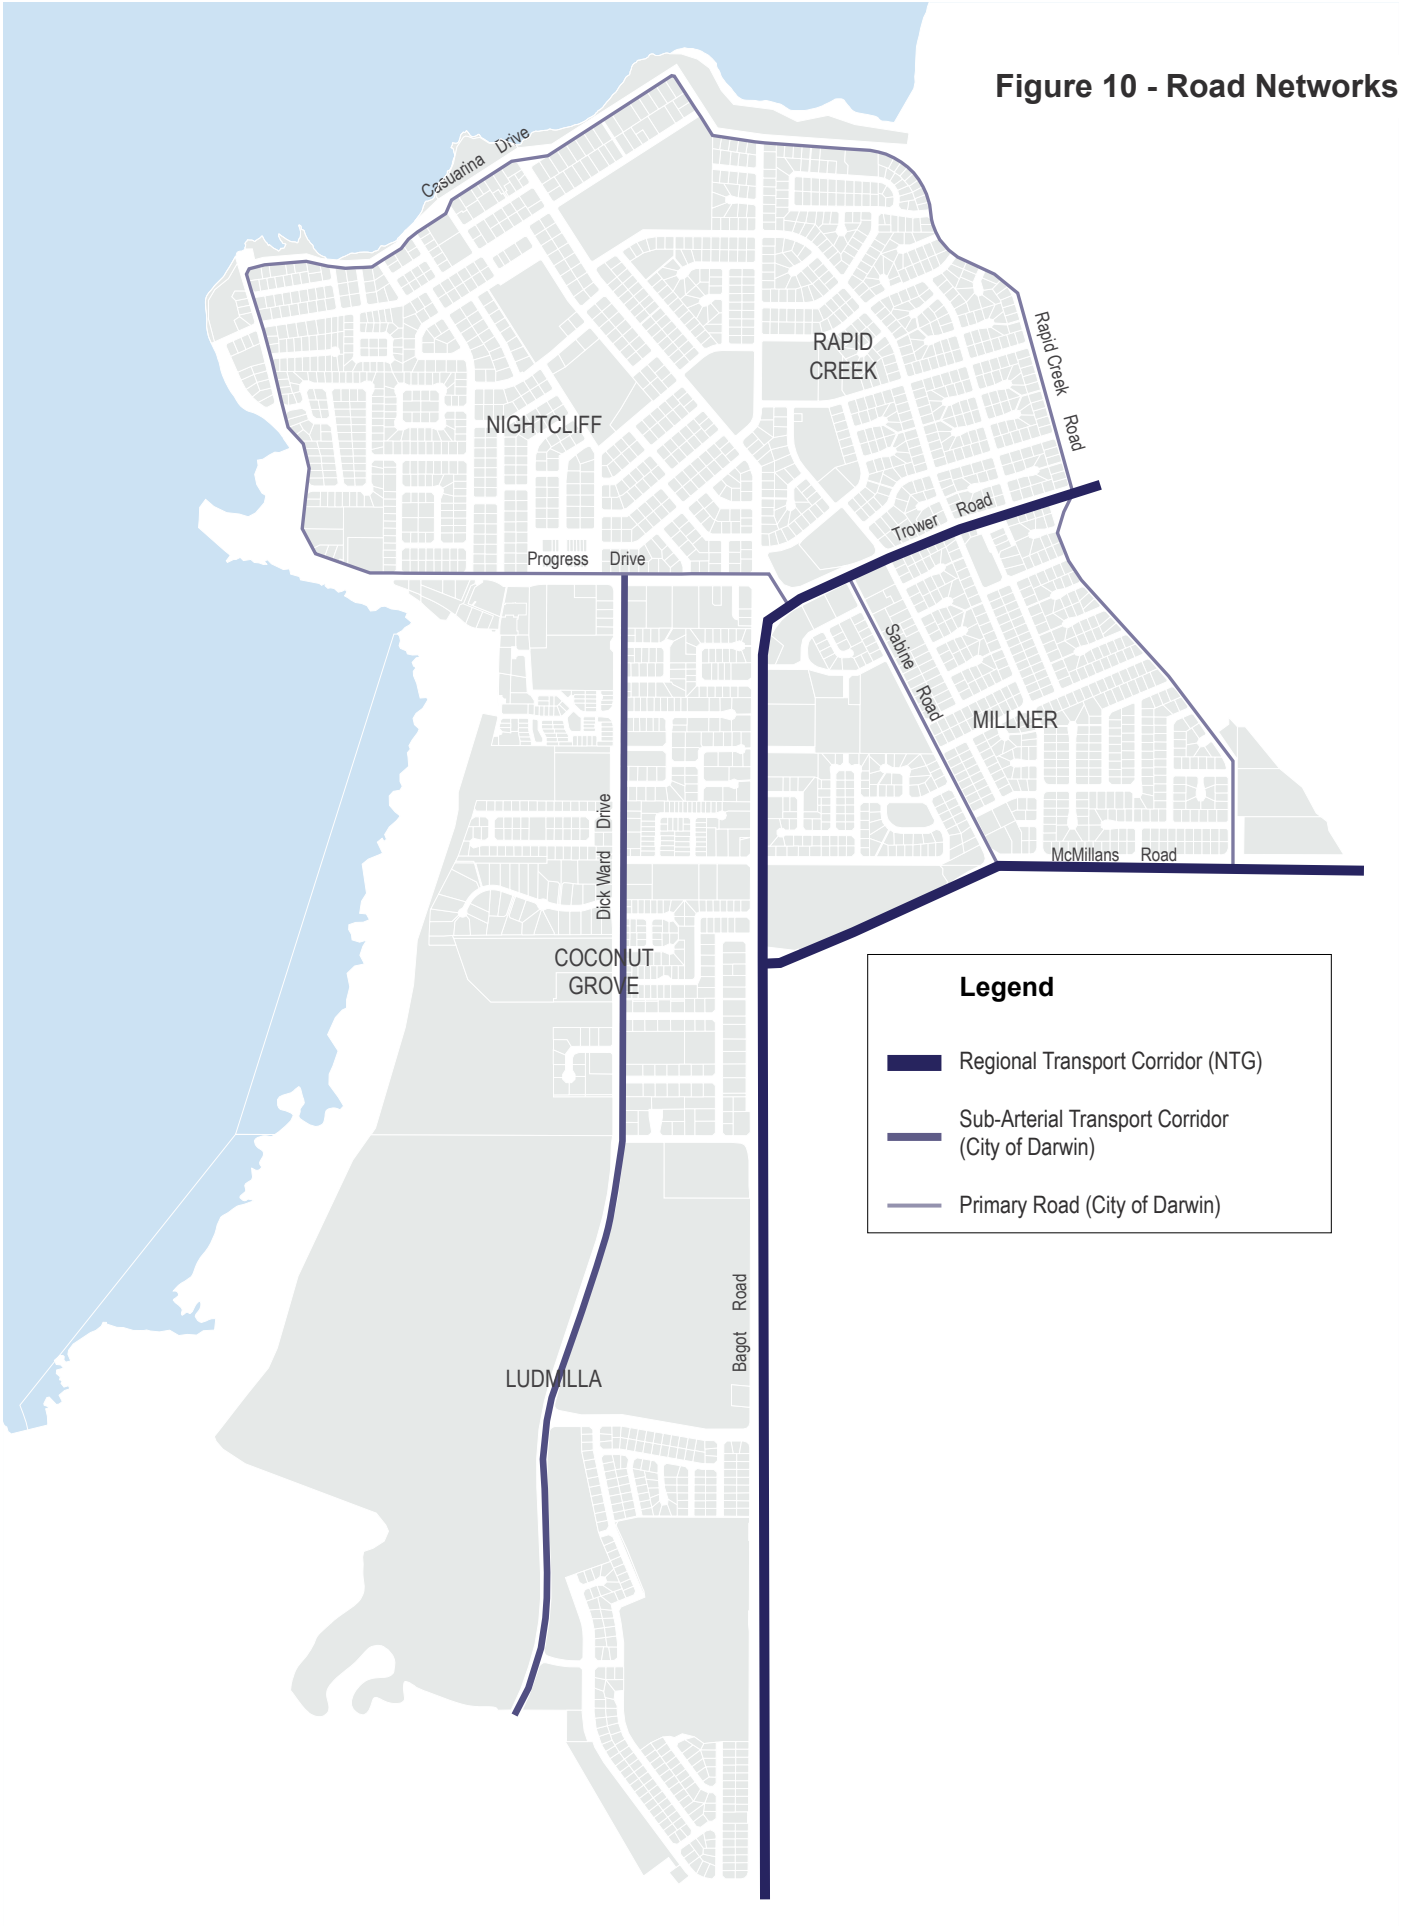 Figure 10 - Road Networks
Casuarina Drive
RAPID
CREEK
Rapid Creek Road
NIGHTCLIFF
Trower Road
Progress Drive
Sabine Road
MILLNER
Dick Ward Drive
McMillans Road
COCONUT
GROVE
Legend
Regional Transport Corridor (NTG)
Sub-Arterial Transport Corridor
(City of Darwin)
Primary Road (City of Darwin)
Bagot Road
LUDMILLA